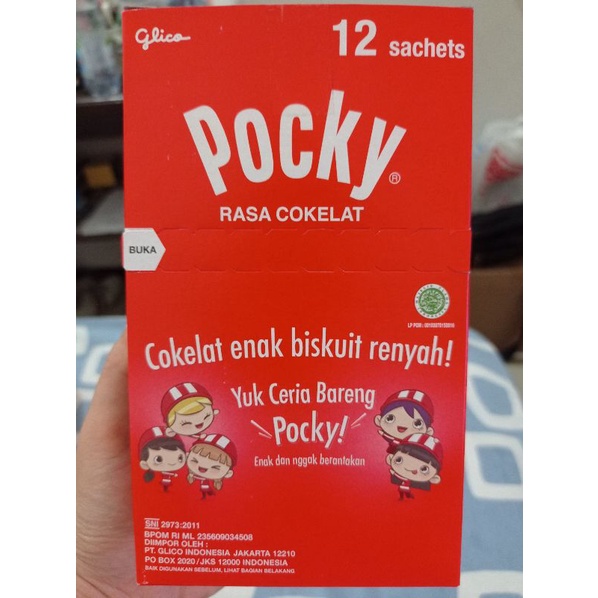 glico
12 sachets
Pocky®
RASA COKELAT
BUKA
Cokelat enak biskuit renyah!
Yuk Ceria Bareng
Pocky!
Enak dan nggak berantakan
SNI 2973:2011
BPOM RI ML 235609034508
DIIMPOR OLEH :
PT. GLICO INDONESIA JAKARTA 12210
PO BOX 2020 /JKS 12000 INDONESIA
BAIK DIGUNAKAN SEBELUM, LIHAT BAGIAN BELAKANG